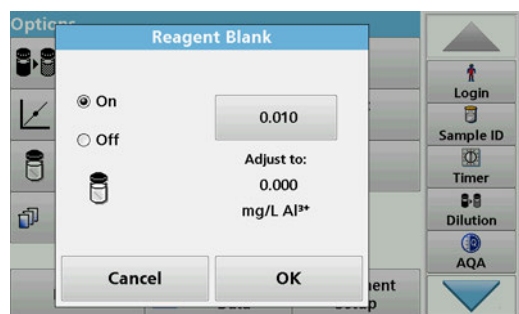 Options
Reagent Blank
On
Off
0.010
Adjust to:
0.000
mg/L Al³⁺
Cancel
OK
Login
Sample ID
Timer
Dilution
AQA